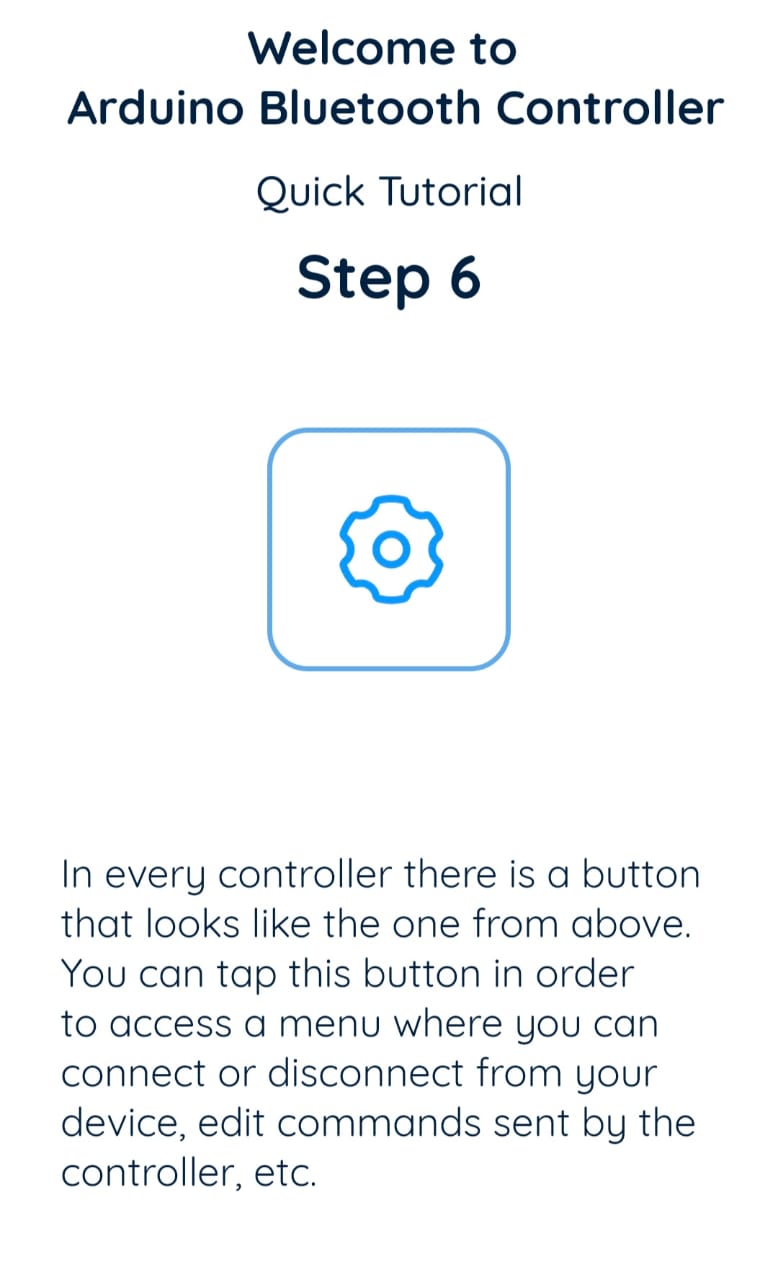 Welcome to
Arduino Bluetooth Controller
Quick Tutorial
Step 6
In every controller there is a button
that looks like the one from above.
You can tap this button in order
to access a menu where you can
connect or disconnect from your
device, edit commands sent by the
controller, etc.